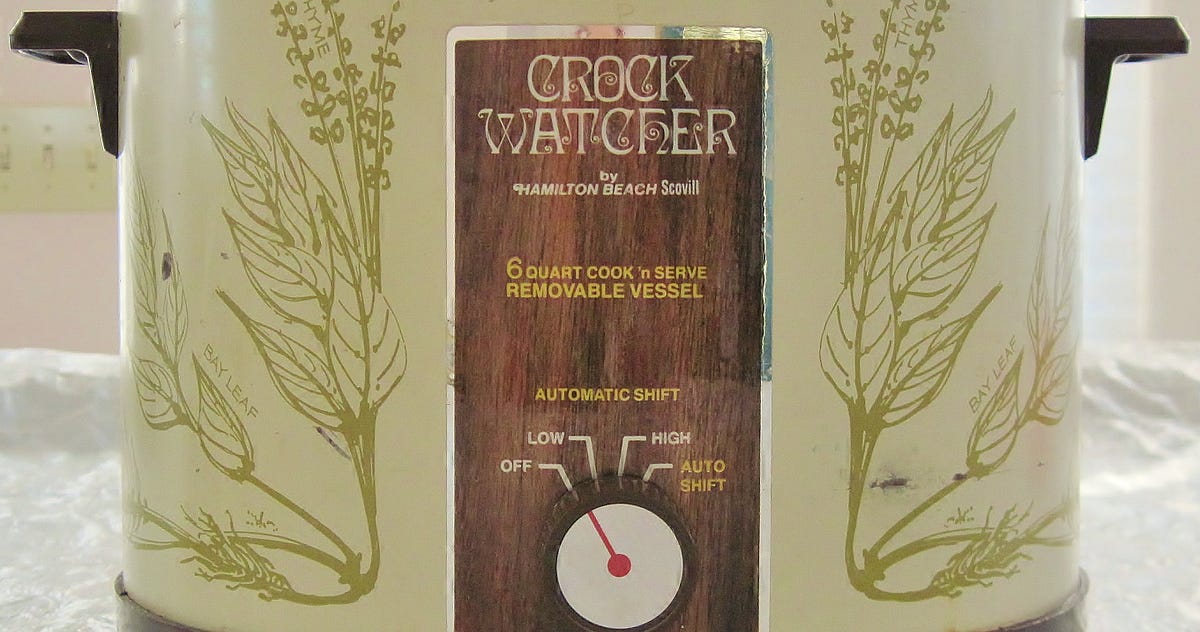 THYME
THYME
CROCK
WATCHER
by
HAMILTON BEACH Scovill
6 QUART COOK 'n SERVE
REMOVABLE VESSEL
BAY LEAF
BAY LEAF
AUTOMATIC SHIFT
LOW HIGH
OFF AUTO
SHIFT